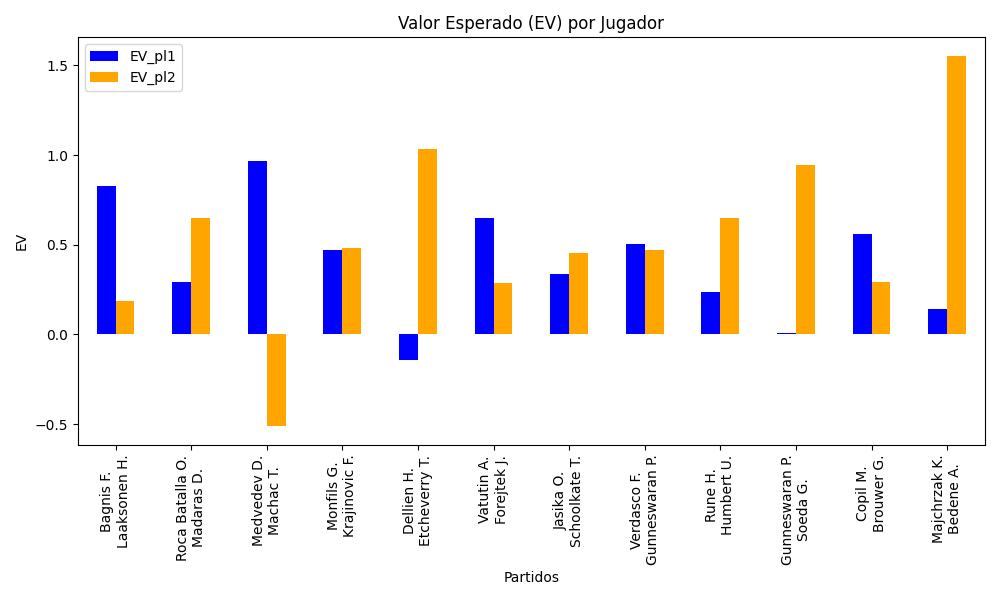 Valor Esperado (EV) por Jugador
EV_pl1
EV_pl2
EV
1.5
1.0
0.5
0.0
−0.5
Bagnis F.
Laaksonen H.
Roca Batalla O.
Madaras D.
Medvedev D.
Machac T.
Monfils G.
Krajinovic F.
Dellien H.
Etcheverry T.
Vatutin A.
Forejtek J.
Jasika O.
Schoolkate T.
Verdasco F.
Gunneswaran P.
Rune H.
Humbert U.
Gunneswaran P.
Soeda G.
Copil M.
Brouwer G.
Majchrzak K.
Bedene A.
Partidos